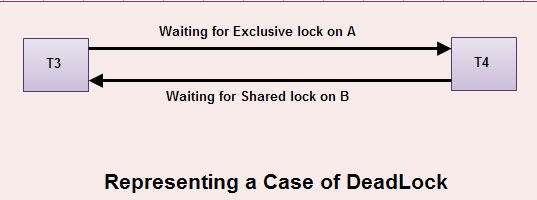 Waiting for Exclusive lock on A
T3
T4
Waiting for Shared lock on B
Representing a Case of DeadLock